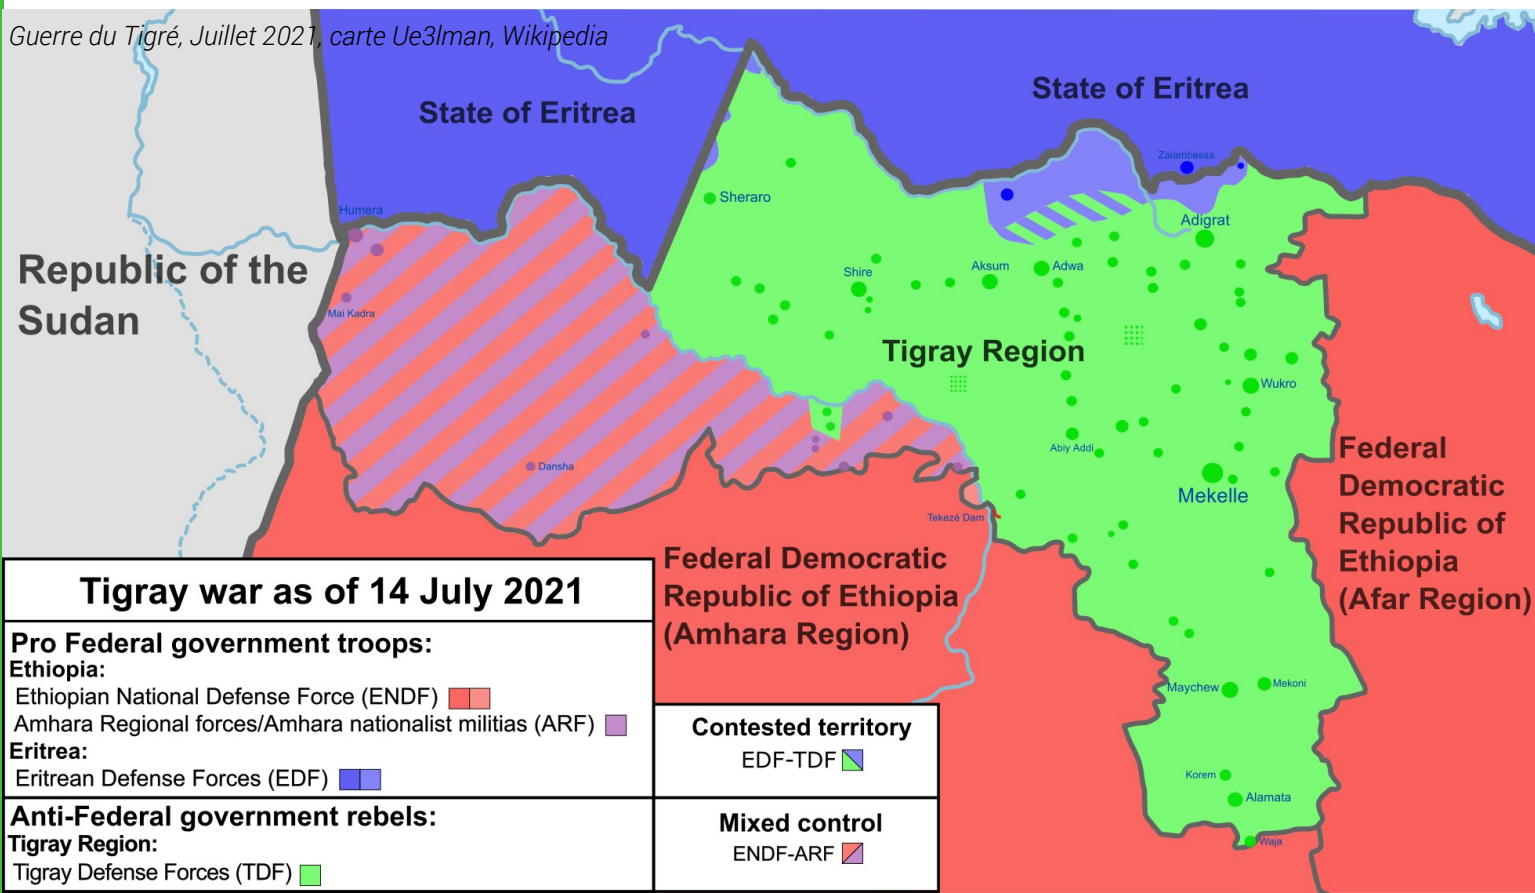 Guerre du Tigré, Juillet 2021, carte Ue3lman, Wikipedia
State of Eritrea
State of Eritrea
Zalambessa
Humera
Sheraro
Adigrat
Republic of the
Sudan
Shire
Aksum
Adwa
Mai Kadra
Tigray Region
Wukro
Abiy Addi
Dansha
Mekelle
Federal
Democratic
Republic of
Ethiopia
(Afar Region)
Tekezé Dam
Federal Democratic
Republic of Ethiopia
(Amhara Region)
Maychew
Mekoni
Korem
Alamata
Waja
Tigray war as of 14 July 2021
Pro Federal government troops:
Ethiopia:
Ethiopian National Defense Force (ENDF)
Amhara Regional forces/Amhara nationalist militias (ARF)
Eritrea:
Eritrean Defense Forces (EDF)
Anti-Federal government rebels:
Tigray Region:
Tigray Defense Forces (TDF)
Contested territory
EDF-TDF
Mixed control
ENDF-ARF